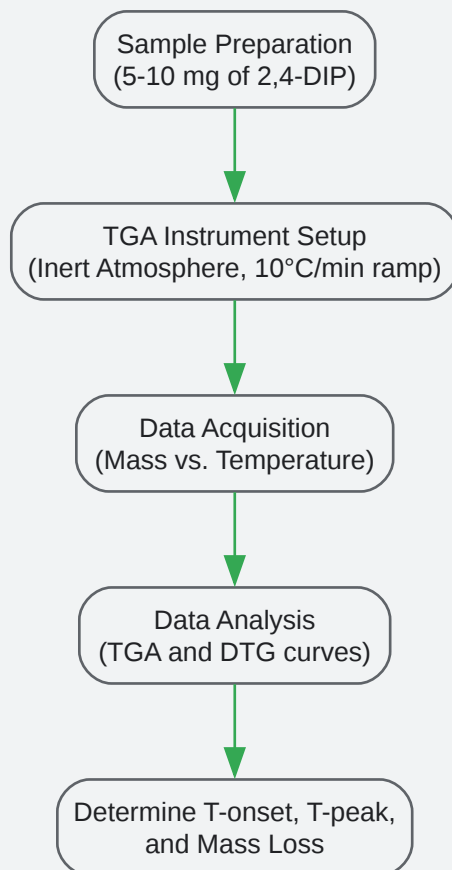 Sample Preparation
(5-10 mg of 2,4-DIP)
TGA Instrument Setup
(Inert Atmosphere, 10°C/min ramp)
Data Acquisition
(Mass vs. Temperature)
Data Analysis
(TGA and DTG curves)
Determine T-onset, T-peak,
and Mass Loss